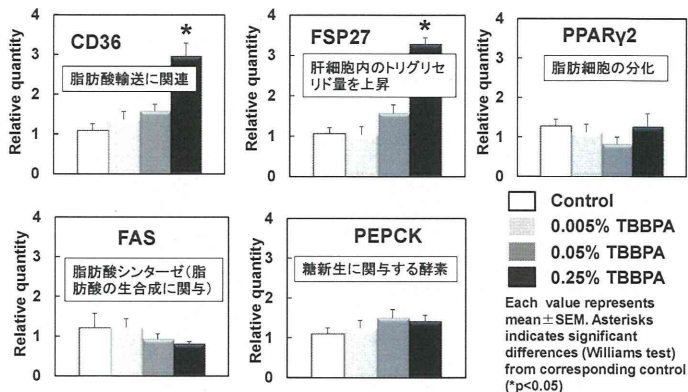 Relative quantity
4
3
2
1
0
CD36
脂肪酸輸送に関連
*
Relative quantity
4
3
2
1
0
FSP27
肝細胞内のトリグリセ
リド量を上昇
*
Relative quantity
4
3
2
1
0
PPARγ2
脂肪細胞の分化
Relative quantity
4
3
2
1
0
FAS
脂肪酸シンターゼ(脂
肪酸の生合成に関与)
Relative quantity
4
3
2
1
0
PEPCK
糖新生に関与する酵素
Control
0.005% TBBPA
0.05% TBBPA
0.25% TBBPA
Each value represents
mean±SEM. Asterisks
indicates significant
differences (Williams test)
from corresponding control
(*p<0.05)